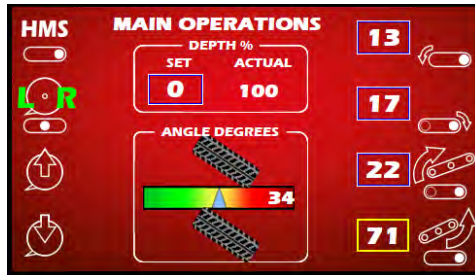 HMS
MAIN OPERATIONS
DEPTH %
SET ACTUAL
0 100
L R
ANGLE DEGREES
34
13
17
22
71